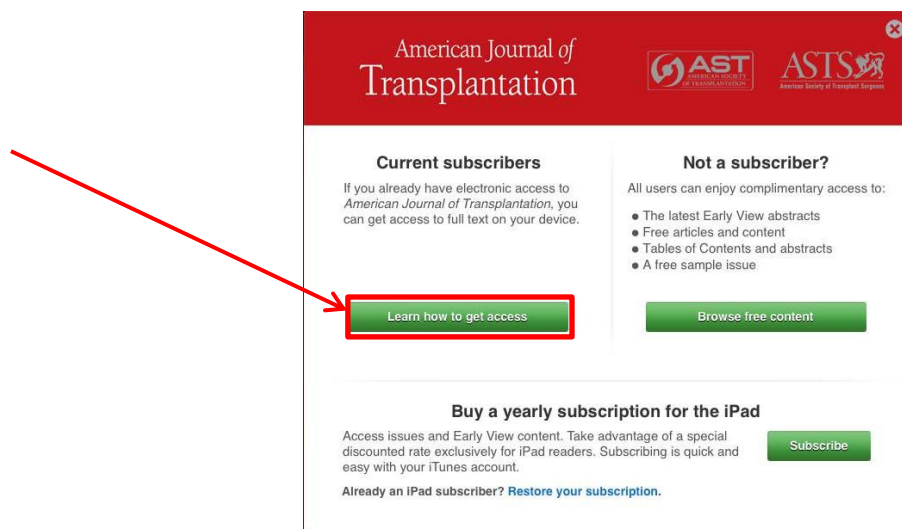 American Journal of
Transplantation
AST
AMERICAN SOCIETY
OF TRANSPLANTATION
ASTS
American Society of Transplant Surgeons
Current subscribers
If you already have electronic access to
American Journal of Transplantation, you
can get access to full text on your device.
Learn how to get access
Not a subscriber?
All users can enjoy complimentary access to:
● The latest Early View abstracts
● Free articles and content
● Tables of Contents and abstracts
● A free sample issue
Browse free content
Buy a yearly subscription for the iPad
Access issues and Early View content. Take advantage of a special
discounted rate exclusively for iPad readers. Subscribing is quick and
easy with your iTunes account.
Subscribe
Already an iPad subscriber? Restore your subscription.